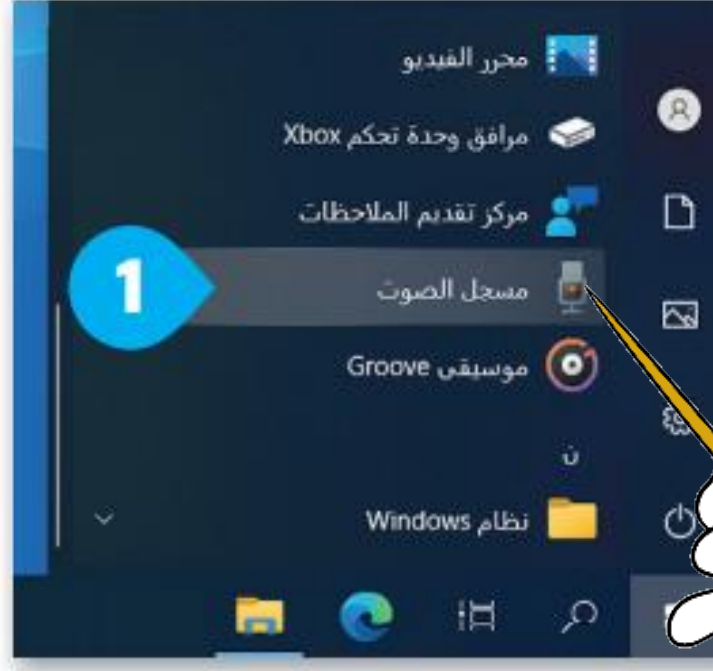 محرر الفيديو
مرافق وحدة تحكم Xbox
مركز تقديم الملاحظات
1
مسجل الصوت
موسيقى Groove
ن
نظام Windows